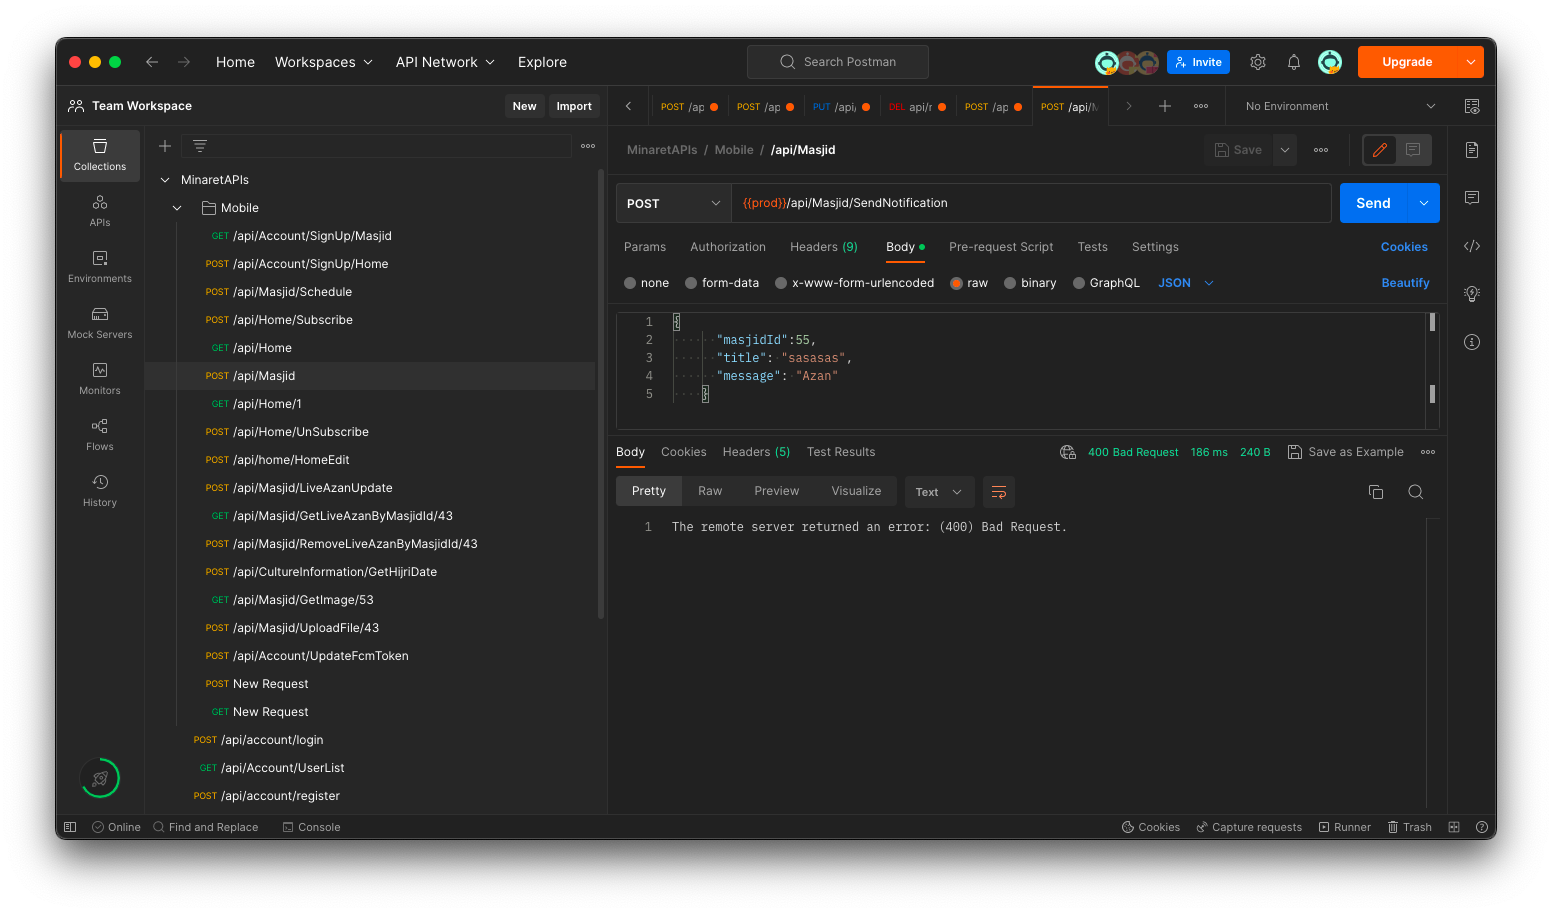 Home Workspaces API Network Explore Search Postman Invite Upgrade
Team Workspace New Import
POST /ap POST /ap PUT /api/ DEL api/r POST /ap POST /api/M No Environment
Collections
APIs
Environments
Mock Servers
Monitors
Flows
History
MinaretAPIs
Mobile
GET /api/Account/SignUp/Masjid
POST /api/Account/SignUp/Home
POST /api/Masjid/Schedule
POST /api/Home/Subscribe
GET /api/Home
POST /api/Masjid
GET /api/Home/1
POST /api/Home/UnSubscribe
POST /api/home/HomeEdit
POST /api/Masjid/LiveAzanUpdate
GET /api/Masjid/GetLiveAzanByMasjidId/43
POST /api/Masjid/RemoveLiveAzanByMasjidId/43
POST /api/CultureInformation/GetHijriDate
GET /api/Masjid/GetImage/53
POST /api/Masjid/UploadFile/43
POST /api/Account/UpdateFcmToken
POST New Request
GET New Request
POST /api/account/login
GET /api/Account/UserList
POST /api/account/register
MinaretAPIs / Mobile / /api/Masjid Save
POST {{prod}}/api/Masjid/SendNotification Send
Params Authorization Headers (9) Body Pre-request Script Tests Settings Cookies
none form-data x-www-form-urlencoded raw binary GraphQL JSON Beautify
1 {
2 "masjidId":55,
3 "title": "sasasas",
4 "message": "Azan"
5 }
Body Cookies Headers (5) Test Results 400 Bad Request 186 ms 240 B Save as Example
Pretty Raw Preview Visualize Text
1 The remote server returned an error: (400) Bad Request.
Online Find and Replace Console Cookies Capture requests Runner Trash